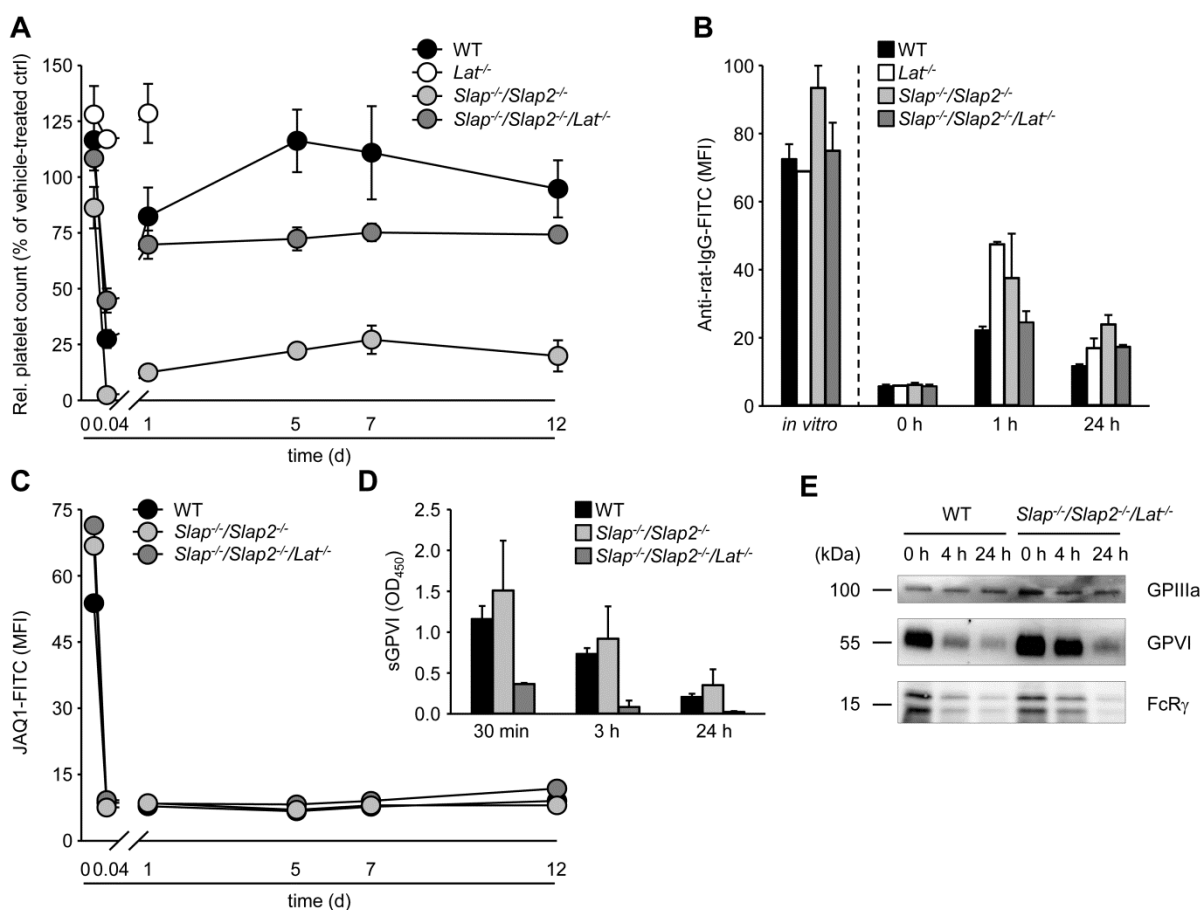 A
WT
Lat-/-
Slap-/-/Slap2-/-
Slap-/-/Slap2-/-/Lat-/-
Rel. platelet count (% of vehicle-treated ctrl)
150
125
100
75
50
25
0
0 0.04 1 5 7 12
time (d)
B
WT
Lat-/-
Slap-/-/Slap2-/-
Slap-/-/Slap2-/-/Lat-/-
Anti-rat-IgG-FITC (MFI)
100
80
60
40
20
0
in vitro 0 h 1 h 24 h
C
WT
Slap-/-/Slap2-/-
Slap-/-/Slap2-/-/Lat-/-
JAQ1-FITC (MFI)
75
60
45
30
15
0
0 0.04 1 5 7 12
time (d)
D
WT
Slap-/-/Slap2-/-
Slap-/-/Slap2-/-/Lat-/-
sGPVI (OD450)
2.5
2.0
1.5
1.0
0.5
0.0
30 min 3 h 24 h
E
WT Slap-/-/Slap2-/-/Lat-/-
(kDa) 0 h 4 h 24 h 0 h 4 h 24 h
100 GPIIIa
55 GPVI
15 FcRγ